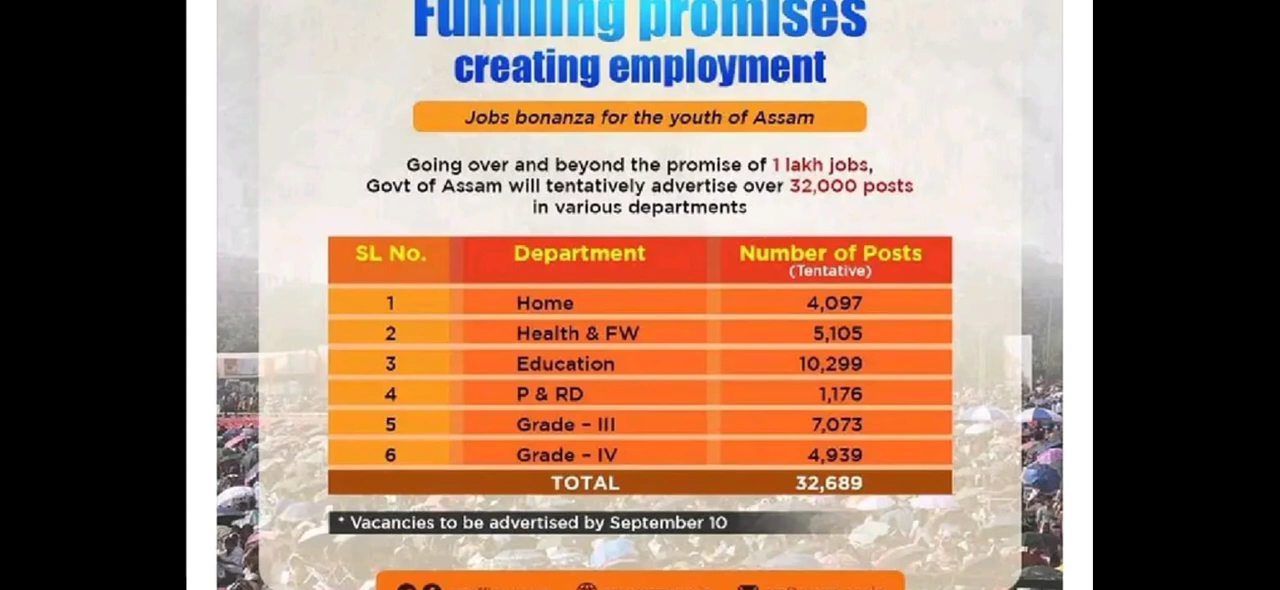 Fulfilling promises
creating employment
Jobs bonanza for the youth of Assam
Going over and beyond the promise of 1 lakh jobs,
Govt of Assam will tentatively advertise over 32,000 posts
in various departments
SL No. Department Number of Posts
(Tentative)
1 Home 4,097
2 Health & FW 5,105
3 Education 10,299
4 P & RD 1,176
5 Grade – III 7,073
6 Grade – IV 4,939
TOTAL 32,689
* Vacancies to be advertised by September 10